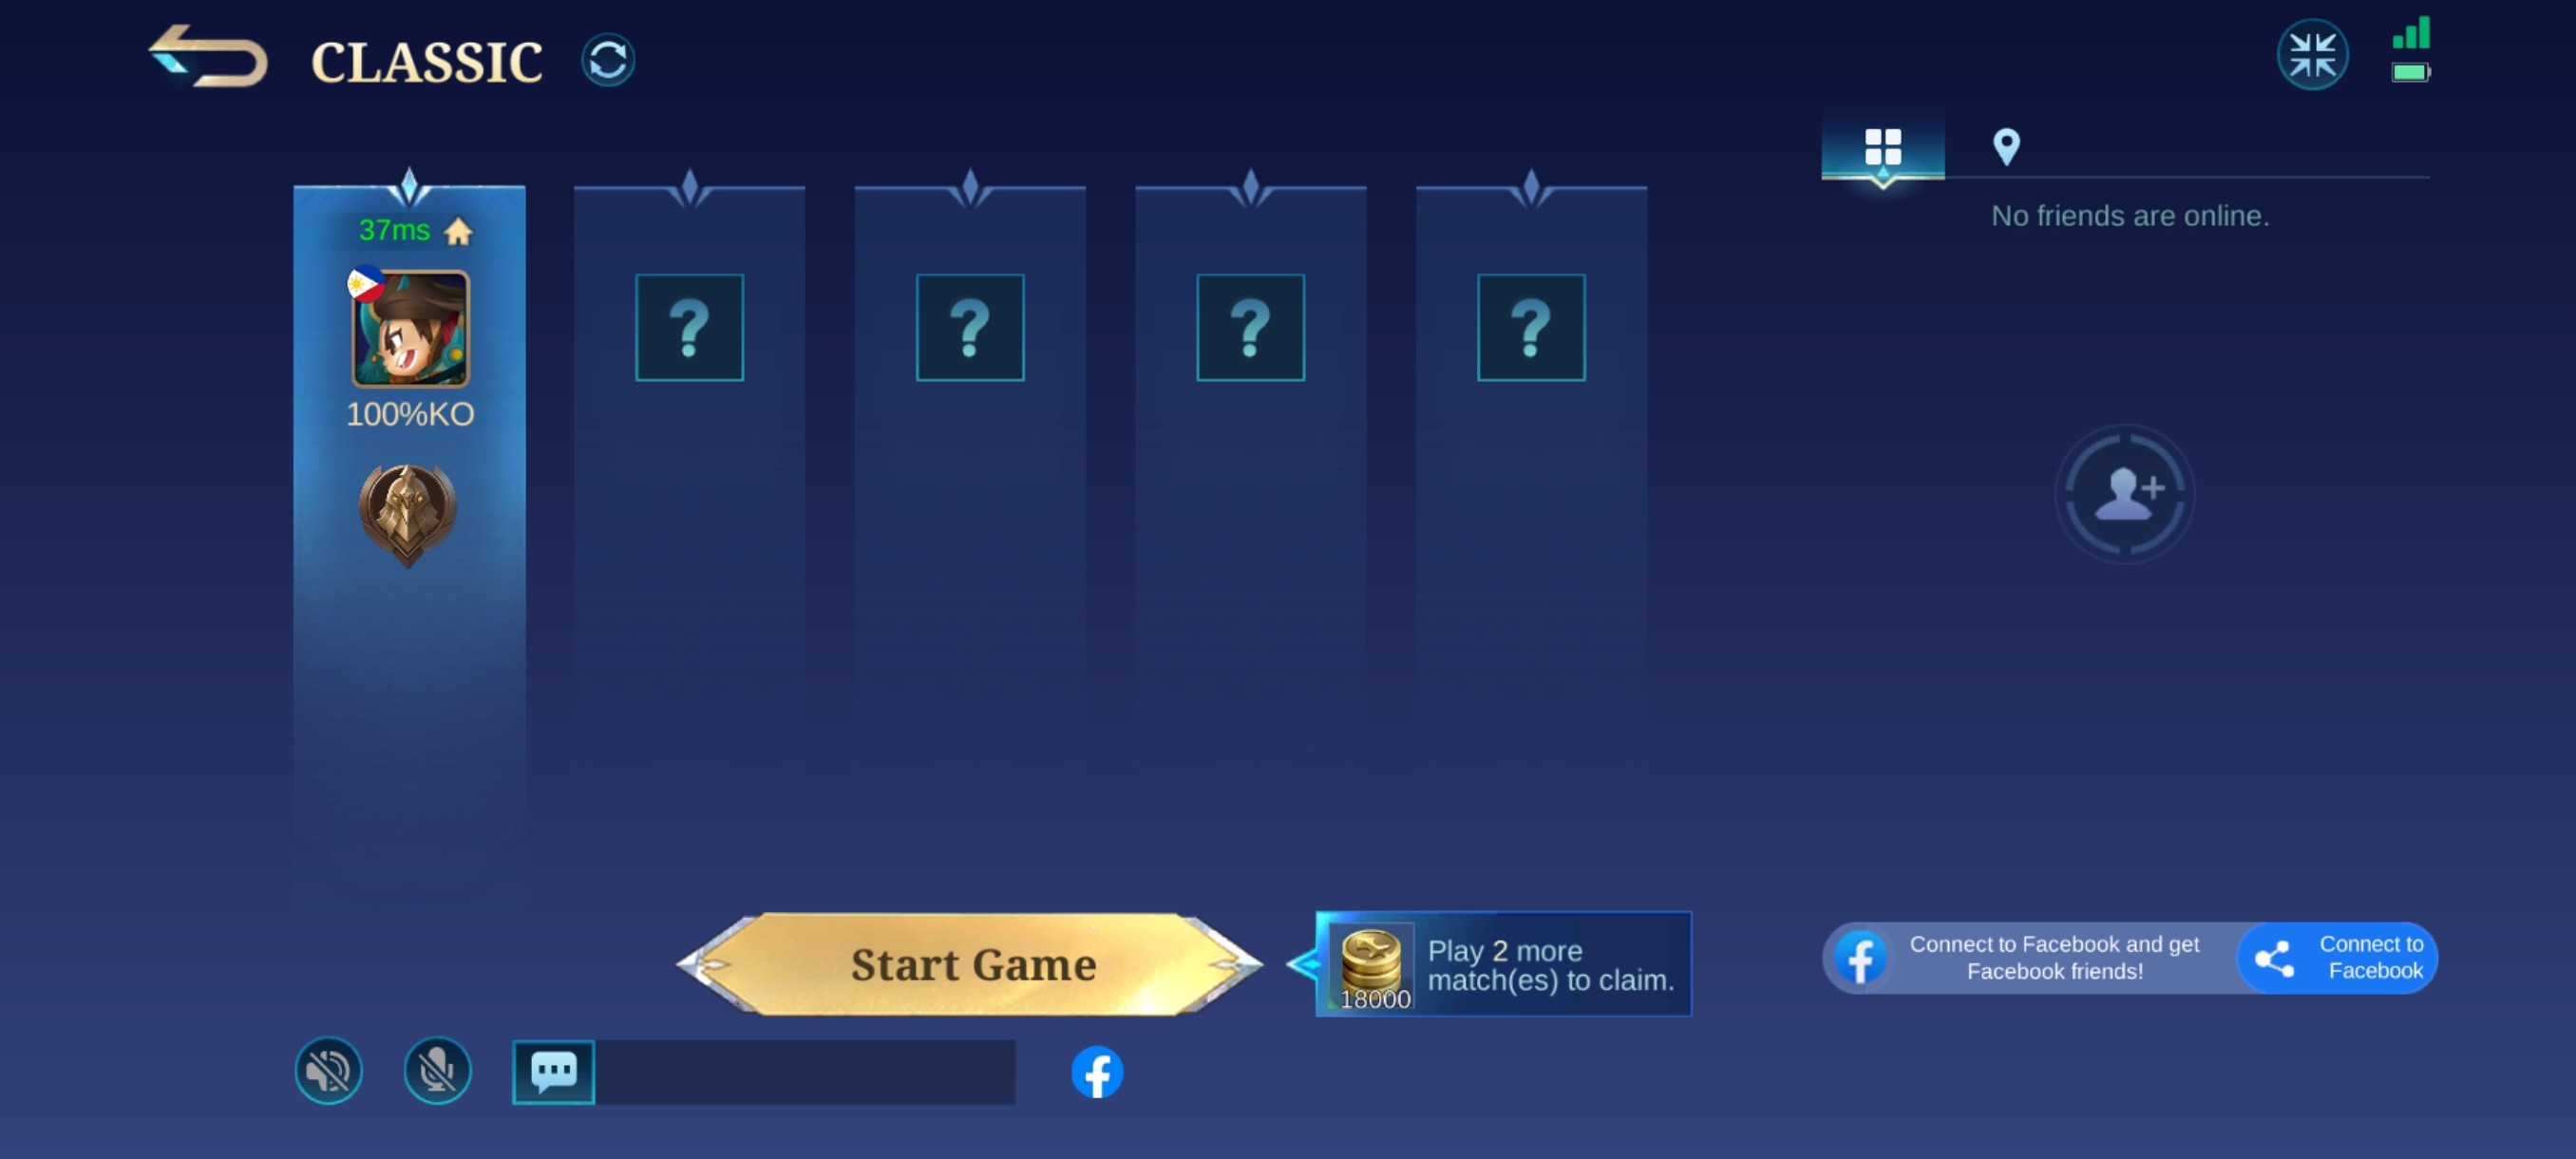 CLASSIC
No friends are online.
37ms
100%KO
?
?
?
?
Start Game
18000
Play 2 more
match(es) to claim.
Connect to Facebook and get
Facebook friends!
Connect to
Facebook